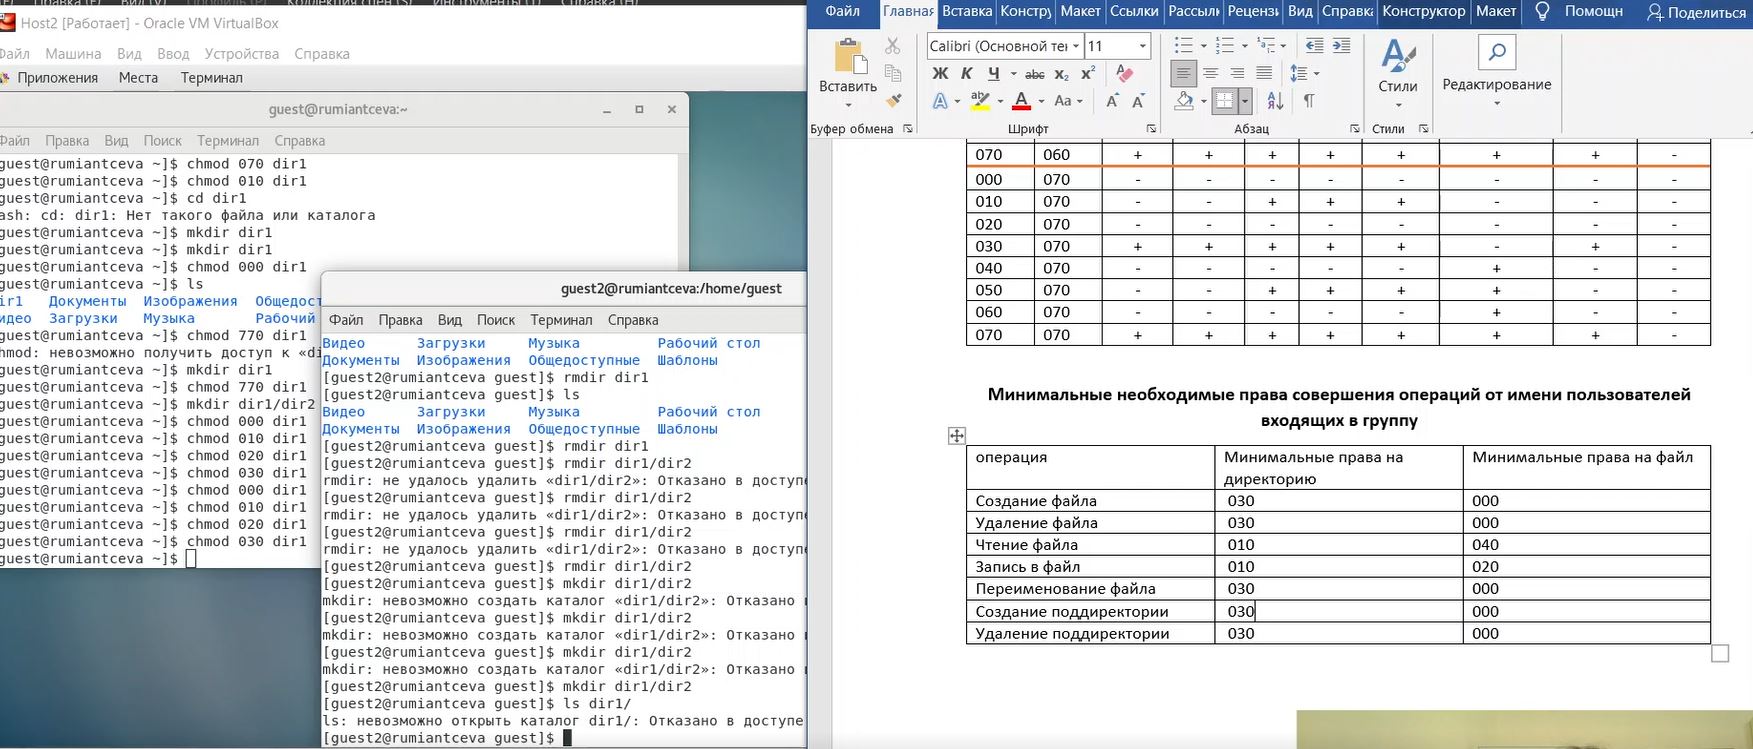 Host2 [Работает] - Oracle VM VirtualBox
Файл Машина Вид Ввод Устройства Справка
Приложения Места Терминал
guest@rumiantceva:~
Файл Правка Вид Поиск Терминал Справка
guest@rumiantceva ~]$ chmod 070 dir1
guest@rumiantceva ~]$ chmod 010 dir1
guest@rumiantceva ~]$ cd dir1
ash: cd: dir1: Нет такого файла или каталога
guest@rumiantceva ~]$ mkdir dir1
guest@rumiantceva ~]$ mkdir dir1
guest@rumiantceva ~]$ chmod 000 dir1
guest@rumiantceva ~]$ ls
ir1 Документы Изображения Общедост
идео Загрузки Музыка Рабочий
guest@rumiantceva ~]$ chmod 770 dir1
hmod: невозможно получить доступ к «di
guest@rumiantceva ~]$ mkdir dir1
guest@rumiantceva ~]$ chmod 770 dir1
guest@rumiantceva ~]$ mkdir dir1/dir2
guest@rumiantceva ~]$ chmod 000 dir1
guest@rumiantceva ~]$ chmod 010 dir1
guest@rumiantceva ~]$ chmod 020 dir1
guest@rumiantceva ~]$ chmod 030 dir1
guest@rumiantceva ~]$ chmod 000 dir1
guest@rumiantceva ~]$ chmod 010 dir1
guest@rumiantceva ~]$ chmod 020 dir1
guest@rumiantceva ~]$ chmod 030 dir1
guest@rumiantceva ~]$
guest2@rumiantceva:/home/guest
Файл Правка Вид Поиск Терминал Справка
Видео Загрузки Музыка Рабочий стол
Документы Изображения Общедоступные Шаблоны
[guest2@rumiantceva guest]$ rmdir dir1
[guest2@rumiantceva guest]$ ls
Видео Загрузки Музыка Рабочий стол
Документы Изображения Общедоступные Шаблоны
[guest2@rumiantceva guest]$ rmdir dir1
[guest2@rumiantceva guest]$ rmdir dir1/dir2
rmdir: не удалось удалить «dir1/dir2»: Отказано в доступе
[guest2@rumiantceva guest]$ rmdir dir1/dir2
rmdir: не удалось удалить «dir1/dir2»: Отказано в доступе
[guest2@rumiantceva guest]$ rmdir dir1/dir2
rmdir: не удалось удалить «dir1/dir2»: Отказано в доступе
[guest2@rumiantceva guest]$ rmdir dir1/dir2
[guest2@rumiantceva guest]$ mkdir dir1/dir2
mkdir: невозможно создать каталог «dir1/dir2»: Отказано
[guest2@rumiantceva guest]$ mkdir dir1/dir2
mkdir: невозможно создать каталог «dir1/dir2»: Отказано
[guest2@rumiantceva guest]$ mkdir dir1/dir2
mkdir: невозможно создать каталог «dir1/dir2»: Отказано
[guest2@rumiantceva guest]$ mkdir dir1/dir2
[guest2@rumiantceva guest]$ ls dir1/
ls: невозможно открыть каталог dir1/: Отказано в доступе
[guest2@rumiantceva guest]$
Файл Главная Вставка Констру Макет Ссылки Рассылк Рецензи Вид Справка Конструктор Макет Помощн Поделиться
Calibri (Основной тек 11
Вставить Ж К Ч abc x₂ x² Стили Редактирование
Буфер обмена Шрифт Абзац Стили
070 060 + + + + + + + -
000 070 - - - - - - - -
010 070 - - + + + - - -
020 070 - - - - - - - -
030 070 + + + + + - + -
040 070 - - - - - + - -
050 070 - - + + + + - -
060 070 - - - - - + - -
070 070 + + + + + + + -
Минимальные необходимые права совершения операций от имени пользователей
входящих в группу
операция Минимальные права на директорию Минимальные права на файл
Создание файла 030 000
Удаление файла 030 000
Чтение файла 010 040
Запись в файл 010 020
Переименование файла 030 000
Создание поддиректории 030 000
Удаление поддиректории 030 000